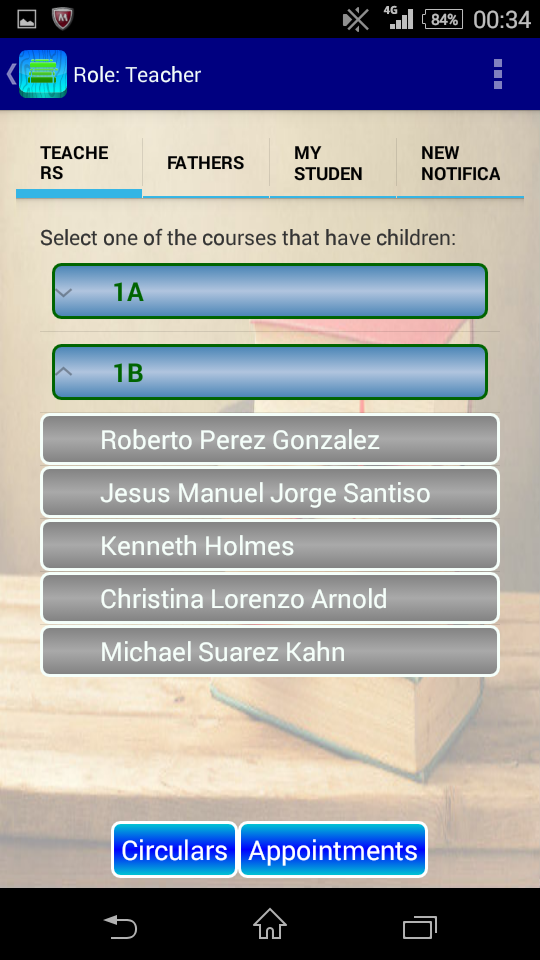 4G 84% 00:34
Role: Teacher
TEACHE
RS
FATHERS
MY
STUDEN
NEW
NOTIFICA
Select one of the courses that have children:
1A
1B
Roberto Perez Gonzalez
Jesus Manuel Jorge Santiso
Kenneth Holmes
Christina Lorenzo Arnold
Michael Suarez Kahn
Circulars Appointments